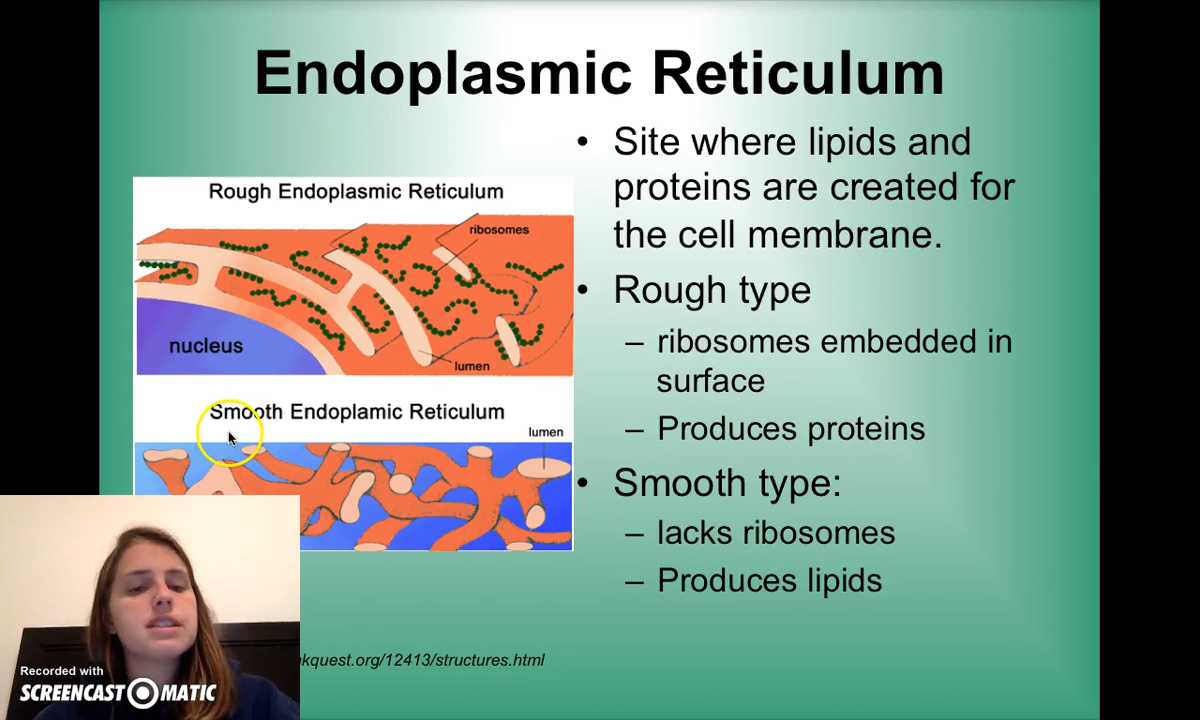 Endoplasmic Reticulum
• Site where lipids and
proteins are created for
the cell membrane.
• Rough type
– ribosomes embedded in
surface
– Produces proteins
• Smooth type:
– lacks ribosomes
– Produces lipids
Rough Endoplasmic Reticulum
ribosomes
nucleus
lumen
Smooth Endoplamic Reticulum
lumen
kquest.org/12413/structures.html
Recorded with
SCREENCAST MATIC